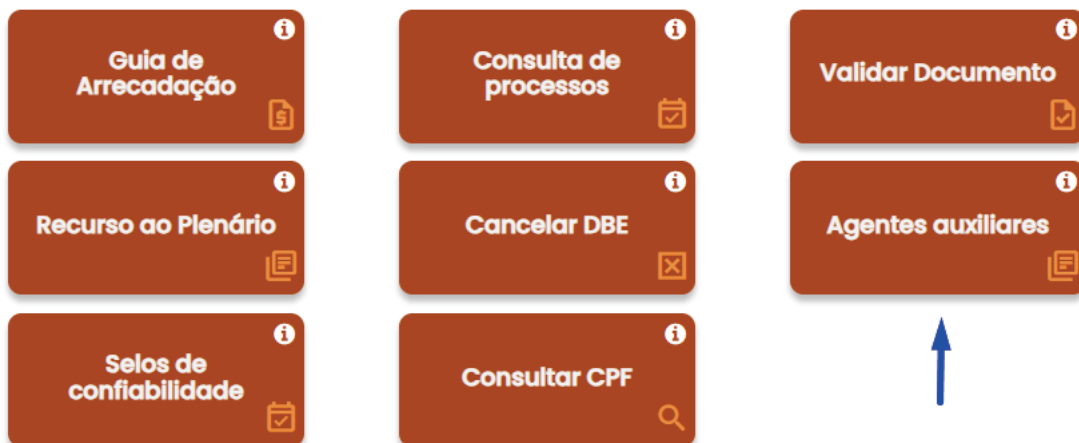 Guia de
Arrecadação
Consulta de
processos
Validar Documento
Recurso ao Plenário
Cancelar DBE
Agentes auxiliares
Selos de
confiabilidade
Consultar CPF